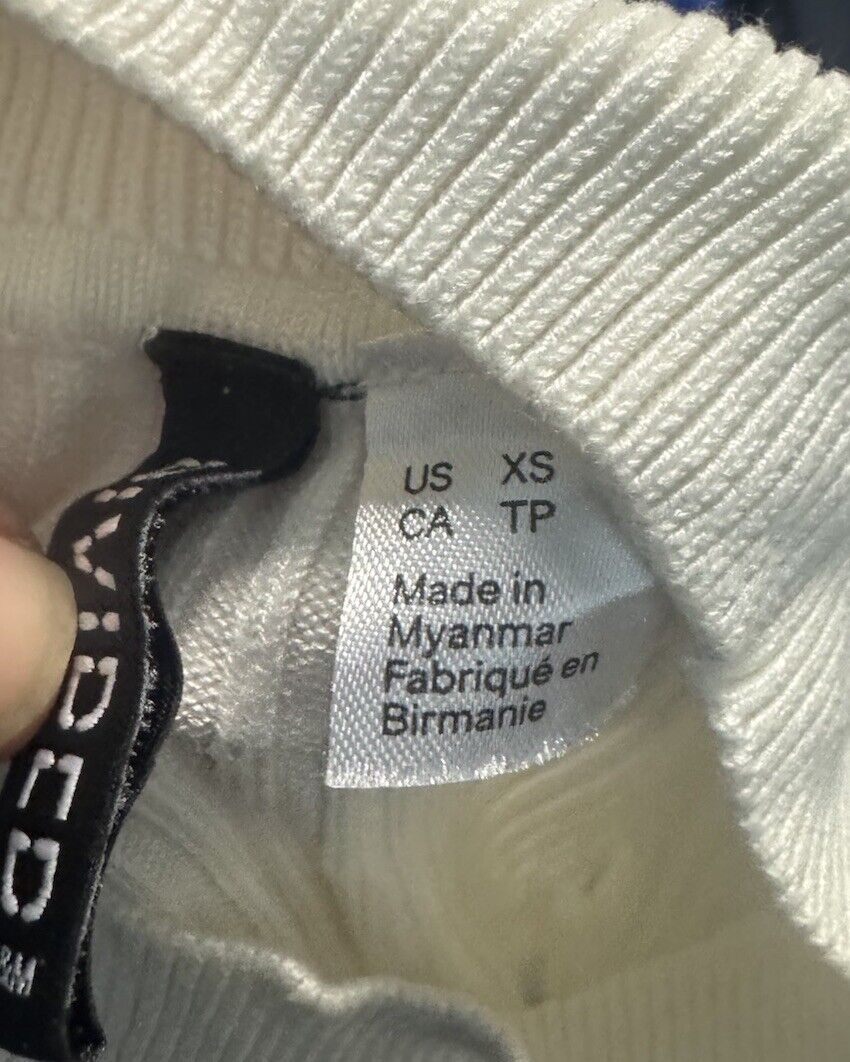 US XS
CA TP
Made in
Myanmar
Fabriqué en
Birmanie